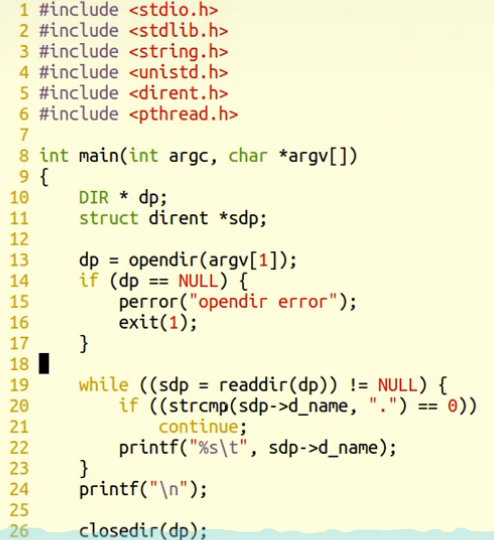 1 #include <stdio.h>
2 #include <stdlib.h>
3 #include <string.h>
4 #include <unistd.h>
5 #include <dirent.h>
6 #include <pthread.h>
7
8 int main(int argc, char *argv[])
9 {
10     DIR * dp;
11     struct dirent *sdp;
12
13     dp = opendir(argv[1]);
14     if (dp == NULL) {
15         perror("opendir error");
16         exit(1);
17     }
18
19     while ((sdp = readdir(dp)) != NULL) {
20         if ((strcmp(sdp->d_name, ".") == 0))
21             continue;
22         printf("%s\t", sdp->d_name);
23     }
24     printf("\n");
25
26     closedir(dp);